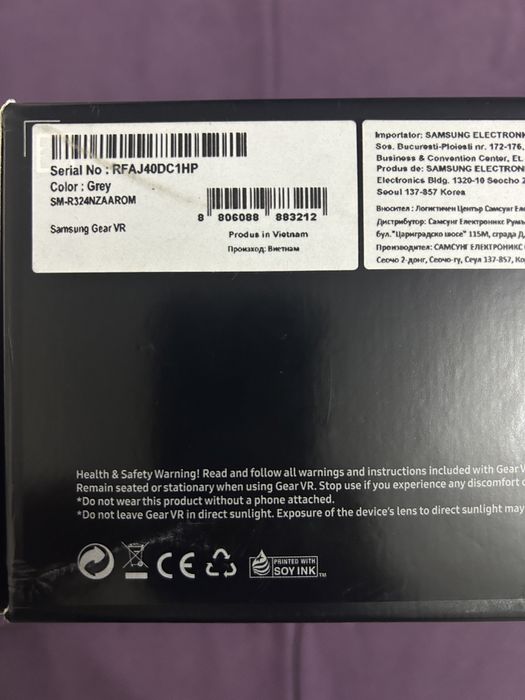 Serial No : RFAJ40DC1HP
Color : Grey
SM-R324NZAAROM
8 806088 883212
Samsung Gear VR
Produs in Vietnam
Произход: Виетнам
Importator: SAMSUNG ELECTRON
Sos. Bucuresti-Ploiesti nr. 172-176,
Business & Convention Center, EL
Produs de: SAMSUNG ELECTRON
Electronics Bldg. 1320-10 Seocho 2
Seoul 137-857 Korea
Вносител : Логистичен Център Самсунг Еле
Дистрибутор: Самсунг Електроникс Румъ
бул."Цариградско шосе" 115М, сграда Д,
Производител: САМСУНГ ЕЛЕКТРОНИКС
Сеочо 2-донг, Сеочо-гу, Сеул 137-857, Ко
Health & Safety Warning! Read and follow all warnings and instructions included with Gear V
Remain seated or stationary when using Gear VR. Stop use if you experience any discomfort o
*Do not wear this product without a phone attached.
*Do not leave Gear VR in direct sunlight. Exposure of the device's lens to direct sunlight may
CE
PRINTED WITH
SOY INK TM